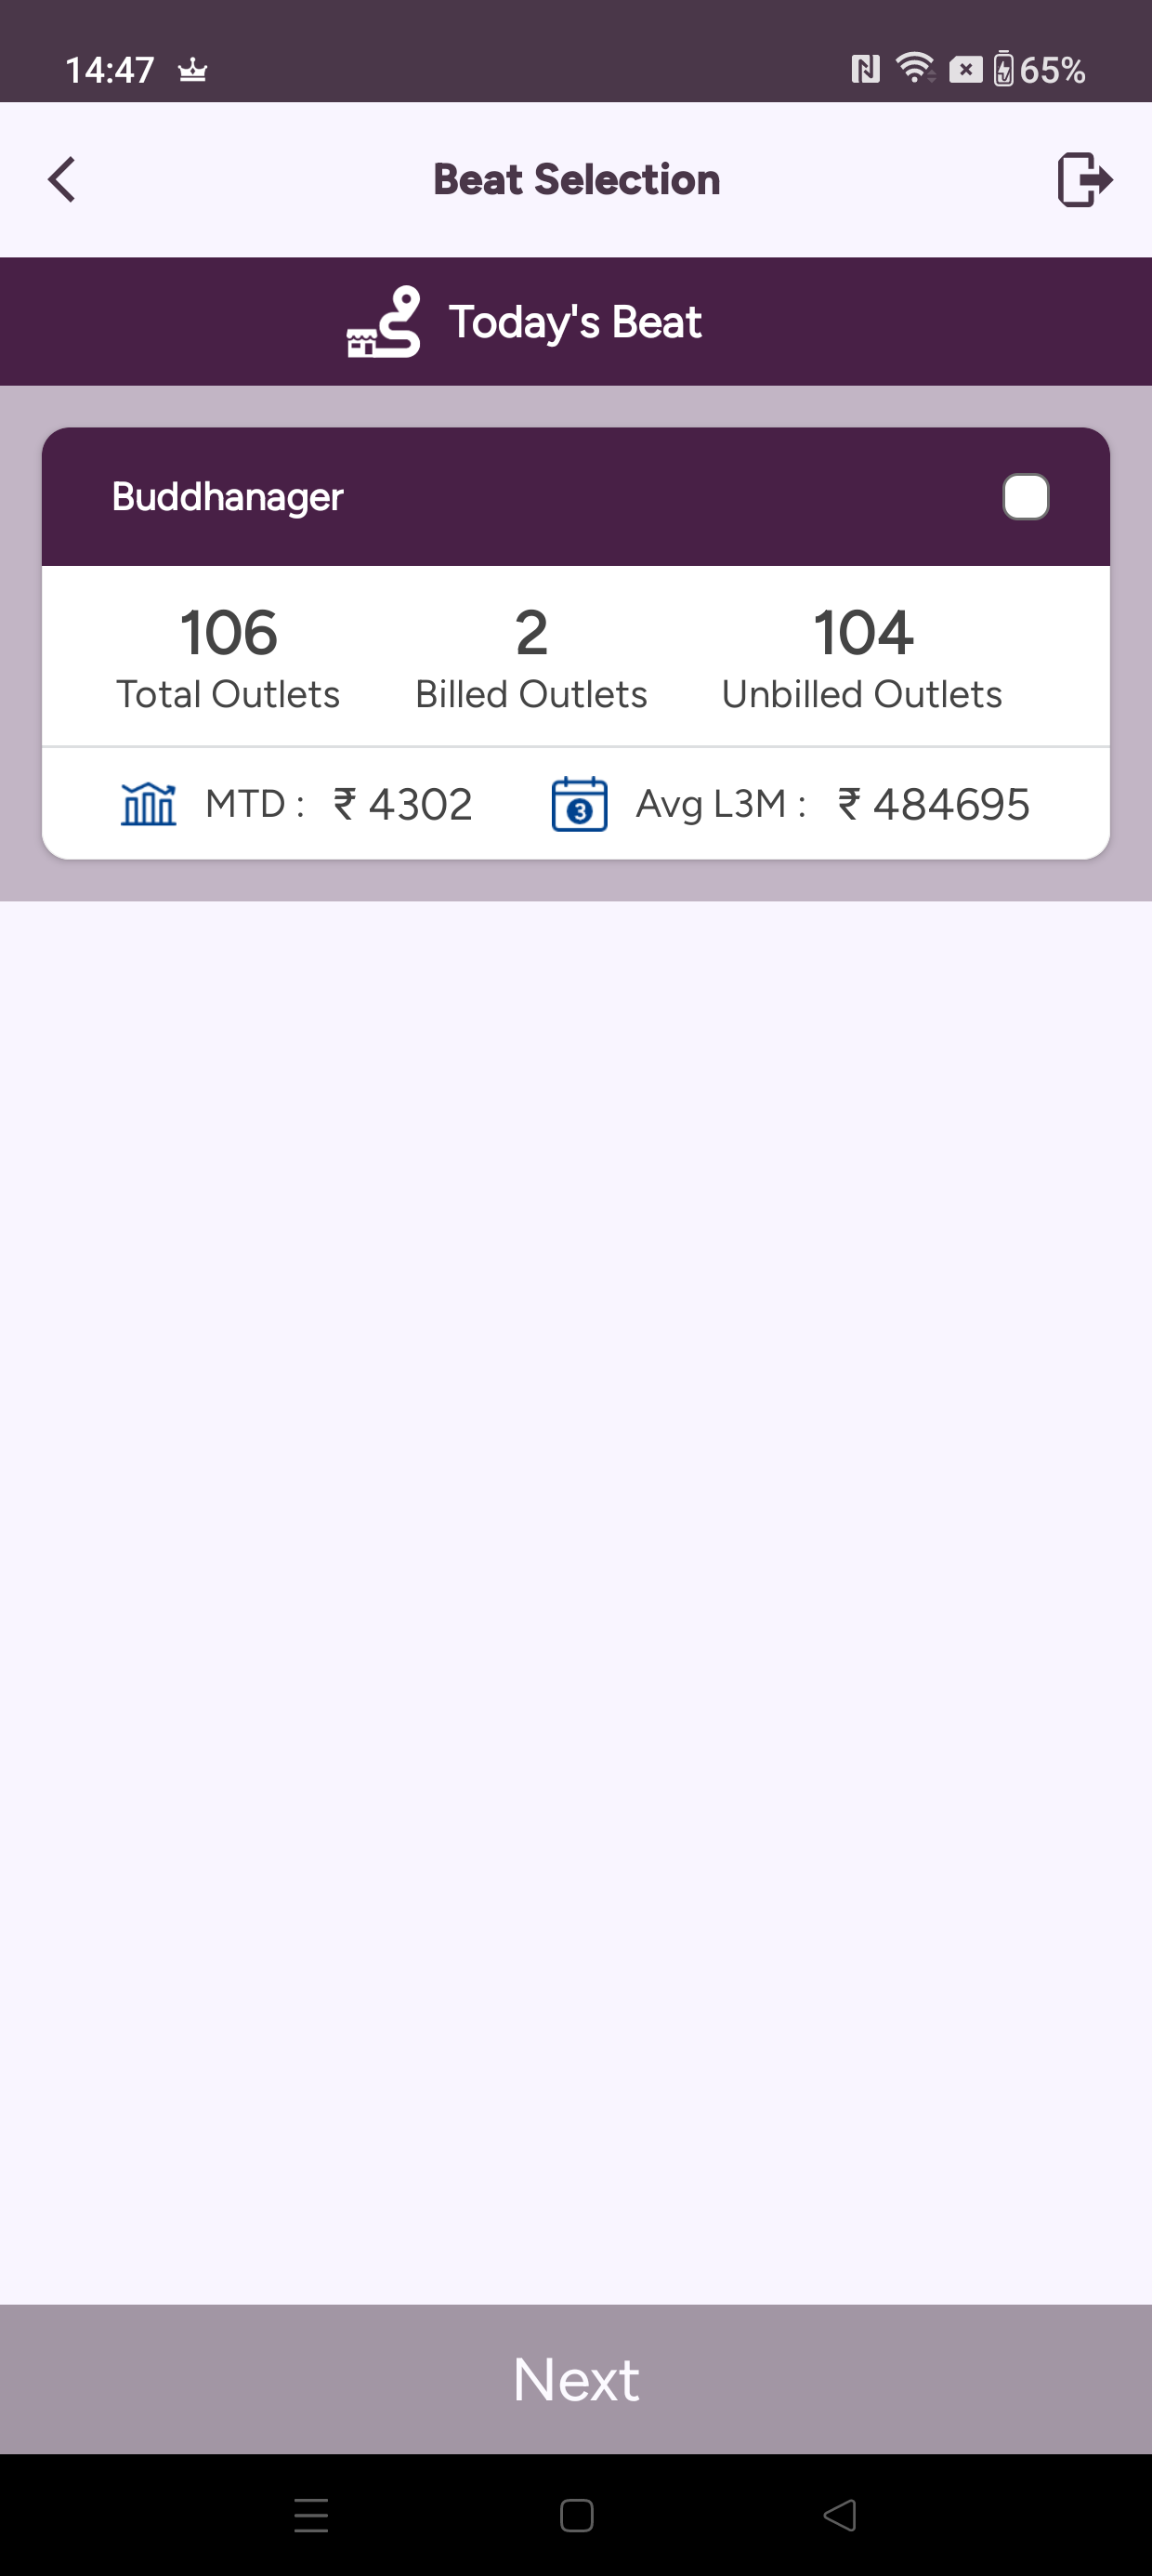 14:47 65%
Beat Selection
Today's Beat
Buddhanager
106 2 104
Total Outlets Billed Outlets Unbilled Outlets
MTD : ₹ 4302 3 Avg L3M : ₹ 484695
Next